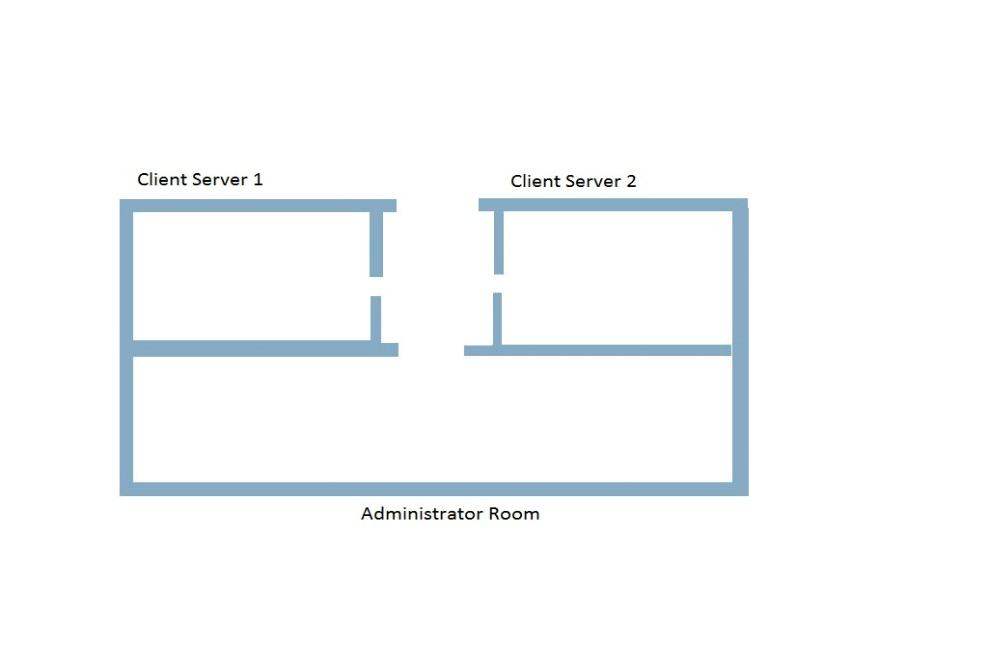 Client Server 1
Client Server 2
Administrator Room